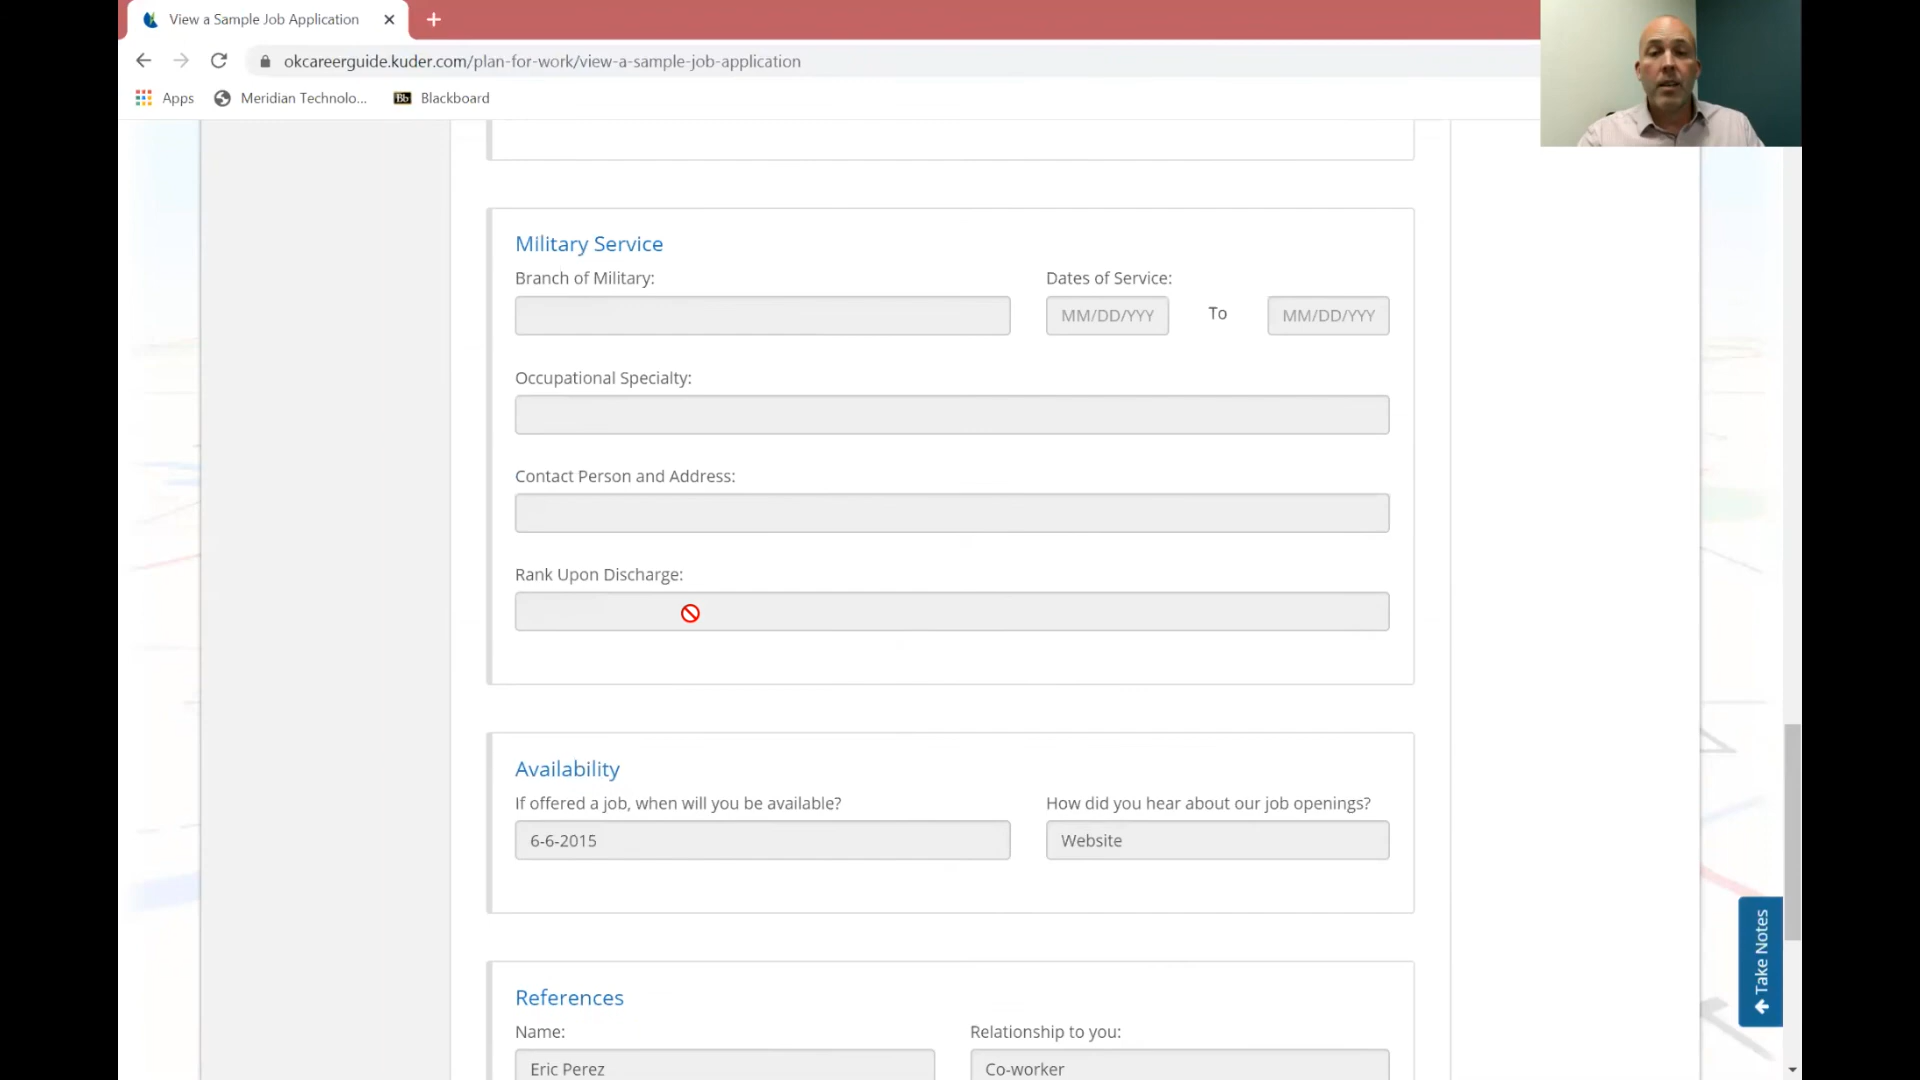 View a Sample Job Application
okcareerguide.kuder.com/plan-for-work/view-a-sample-job-application
Apps
Meridian Technolo...
Bb Blackboard
Military Service
Branch of Military:
Dates of Service:
MM/DD/YYY To MM/DD/YYY
Occupational Specialty:
Contact Person and Address:
Rank Upon Discharge:
Availability
If offered a job, when will you be available?
How did you hear about our job openings?
6-6-2015
Website
Take Notes
References
Name:
Relationship to you:
Eric Perez
Co-worker